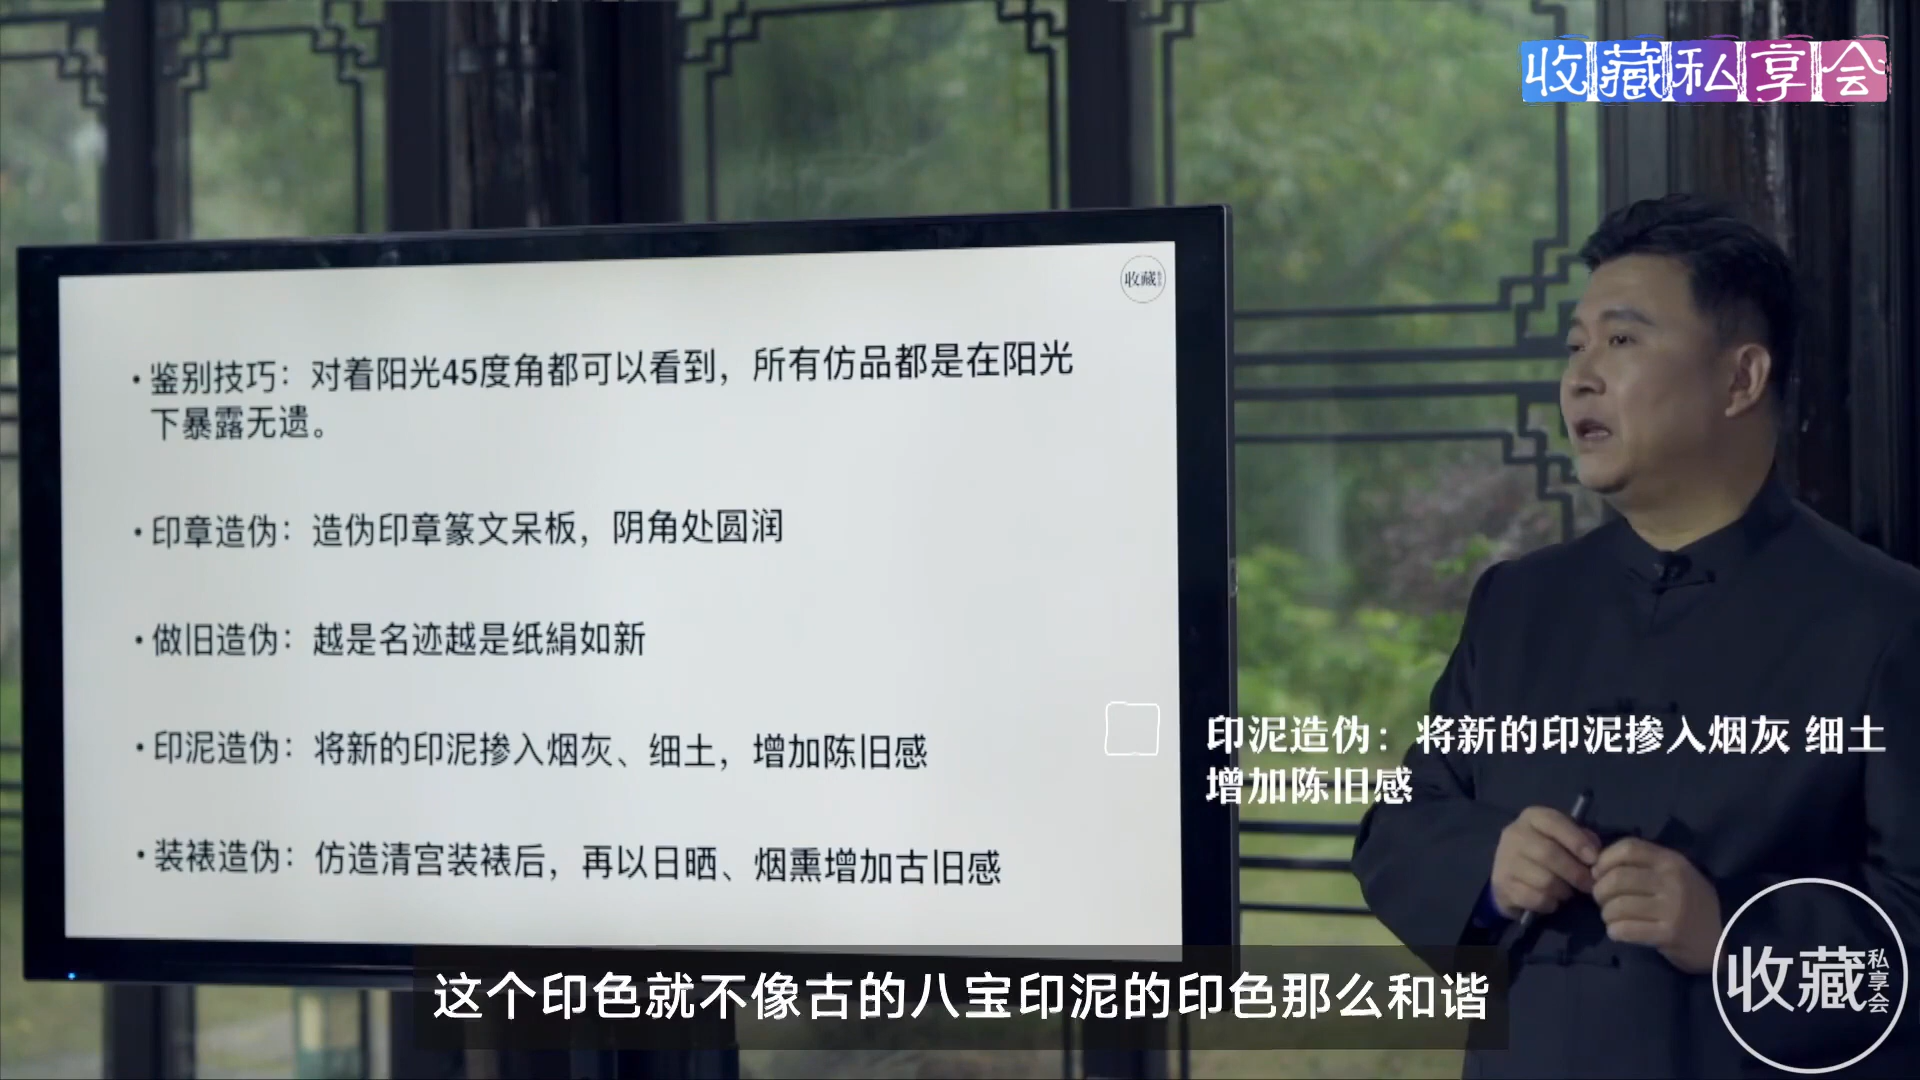 收藏私享会
收藏
• 鉴别技巧：对着阳光45度角都可以看到，所有仿品都是在阳光
下暴露无遗。
• 印章造伪：造伪印章篆文呆板，阴角处圆润
• 做旧造伪：越是名迹越是纸絹如新
• 印泥造伪：将新的印泥掺入烟灰、细土，增加陈旧感
• 装裱造伪：仿造清宫装裱后，再以日晒、烟熏增加古旧感
印泥造伪：将新的印泥掺入烟灰 细土
增加陈旧感
这个印色就不像古的八宝印泥的印色那么和谐
收藏私享会